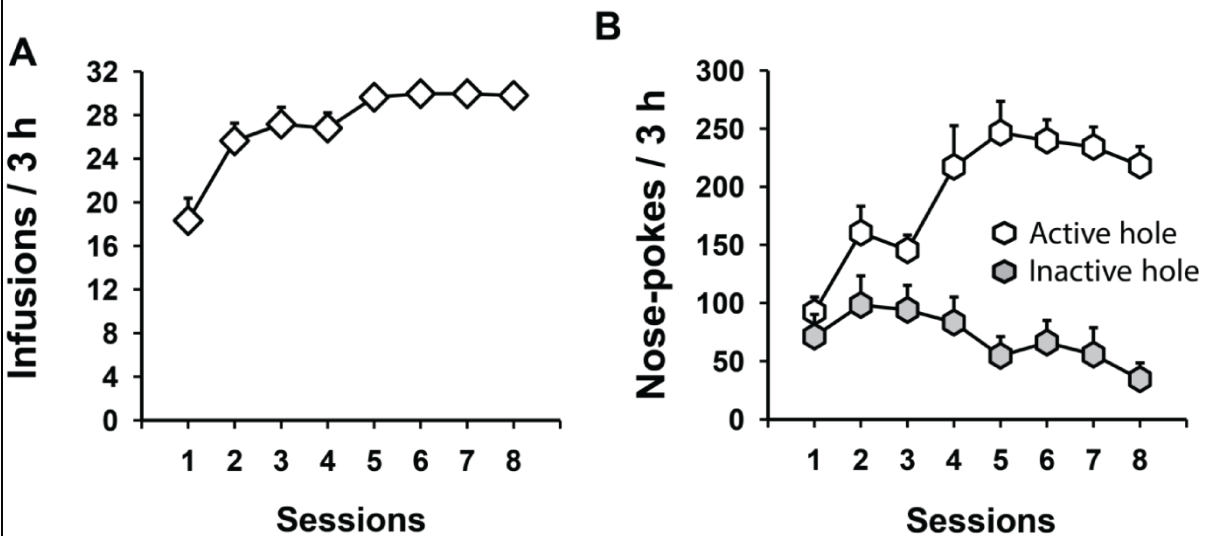 A
Infusions / 3 h
32
28
24
20
16
12
8
4
0
1 2 3 4 5 6 7 8
Sessions
B
Nose-pokes / 3 h
300
250
200
150
100
50
0
Active hole
Inactive hole
1 2 3 4 5 6 7 8
Sessions